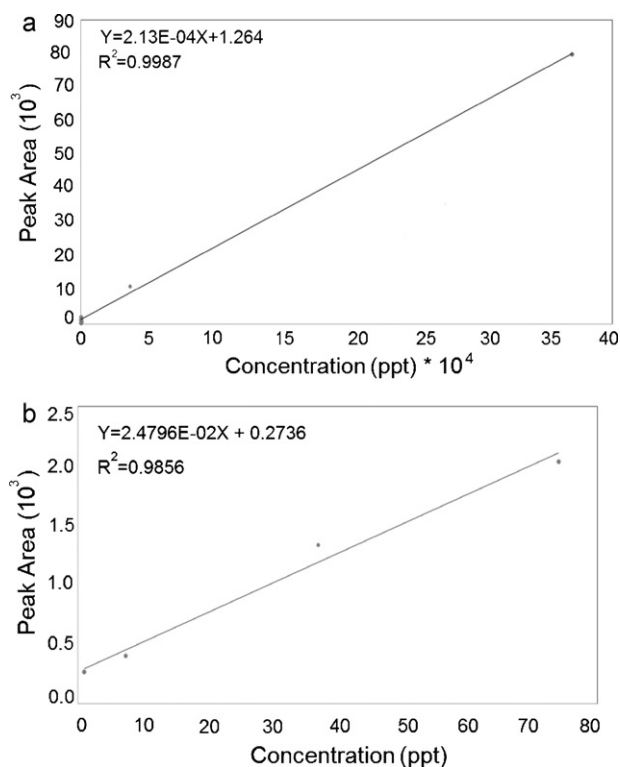 a
Y=2.13E-04X+1.264
R²=0.9987
90
80
70
60
50
40
30
20
10
0
Peak Area (10³)
0 5 10 15 20 25 30 35 40
Concentration (ppt) * 10⁴
b
Y=2.4796E-02X + 0.2736
R²=0.9856
2.5
2.0
1.5
1.0
0.5
0.0
Peak Area (10³)
0 10 20 30 40 50 60 70 80
Concentration (ppt)